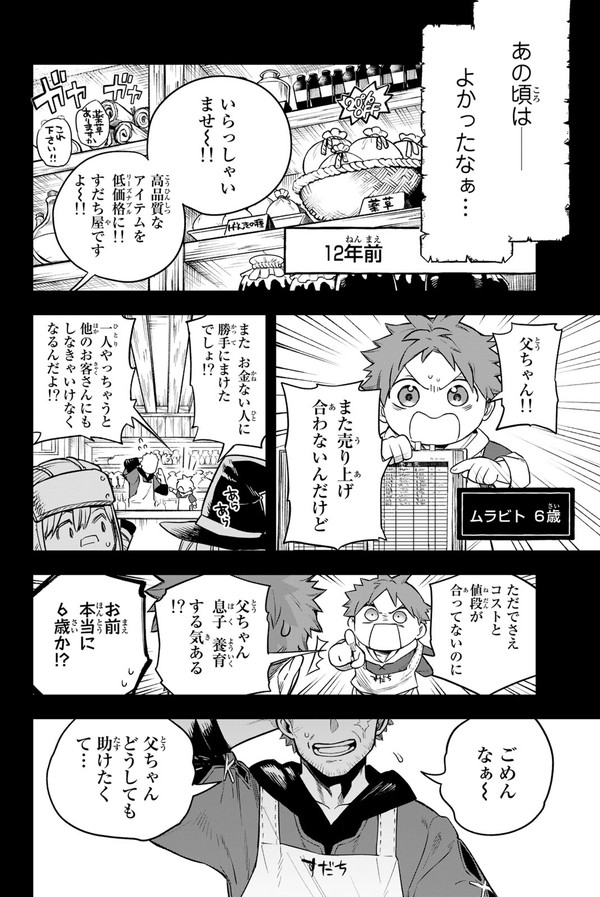 あの頃は──
よかったなぁ…
いらっしゃい
ませ〜!!
高品質な
アイテムを
低価格に!!
すだち屋です
よ〜!!
薬草
ありますか
これ
下さい!!
ガヤ
ガヤ
薬草
12年前
父ちゃん!!
また売り上げ
合わないんだけど
ムラビト 6歳
また お金ない人に
勝手にまけた
でしょ!?
一人やっちゃうと
他のお客さんにも
しなきゃいけなく
なるんだよ!?
あら
あら
ただでさえ
コストと
値段が
合ってないのに
父ちゃん
息子 養育
する気ある
!?
お前
本当に
6歳か!?
ごめん
なぁ〜
父ちゃん
どうしても
助けたく
て…
すだち